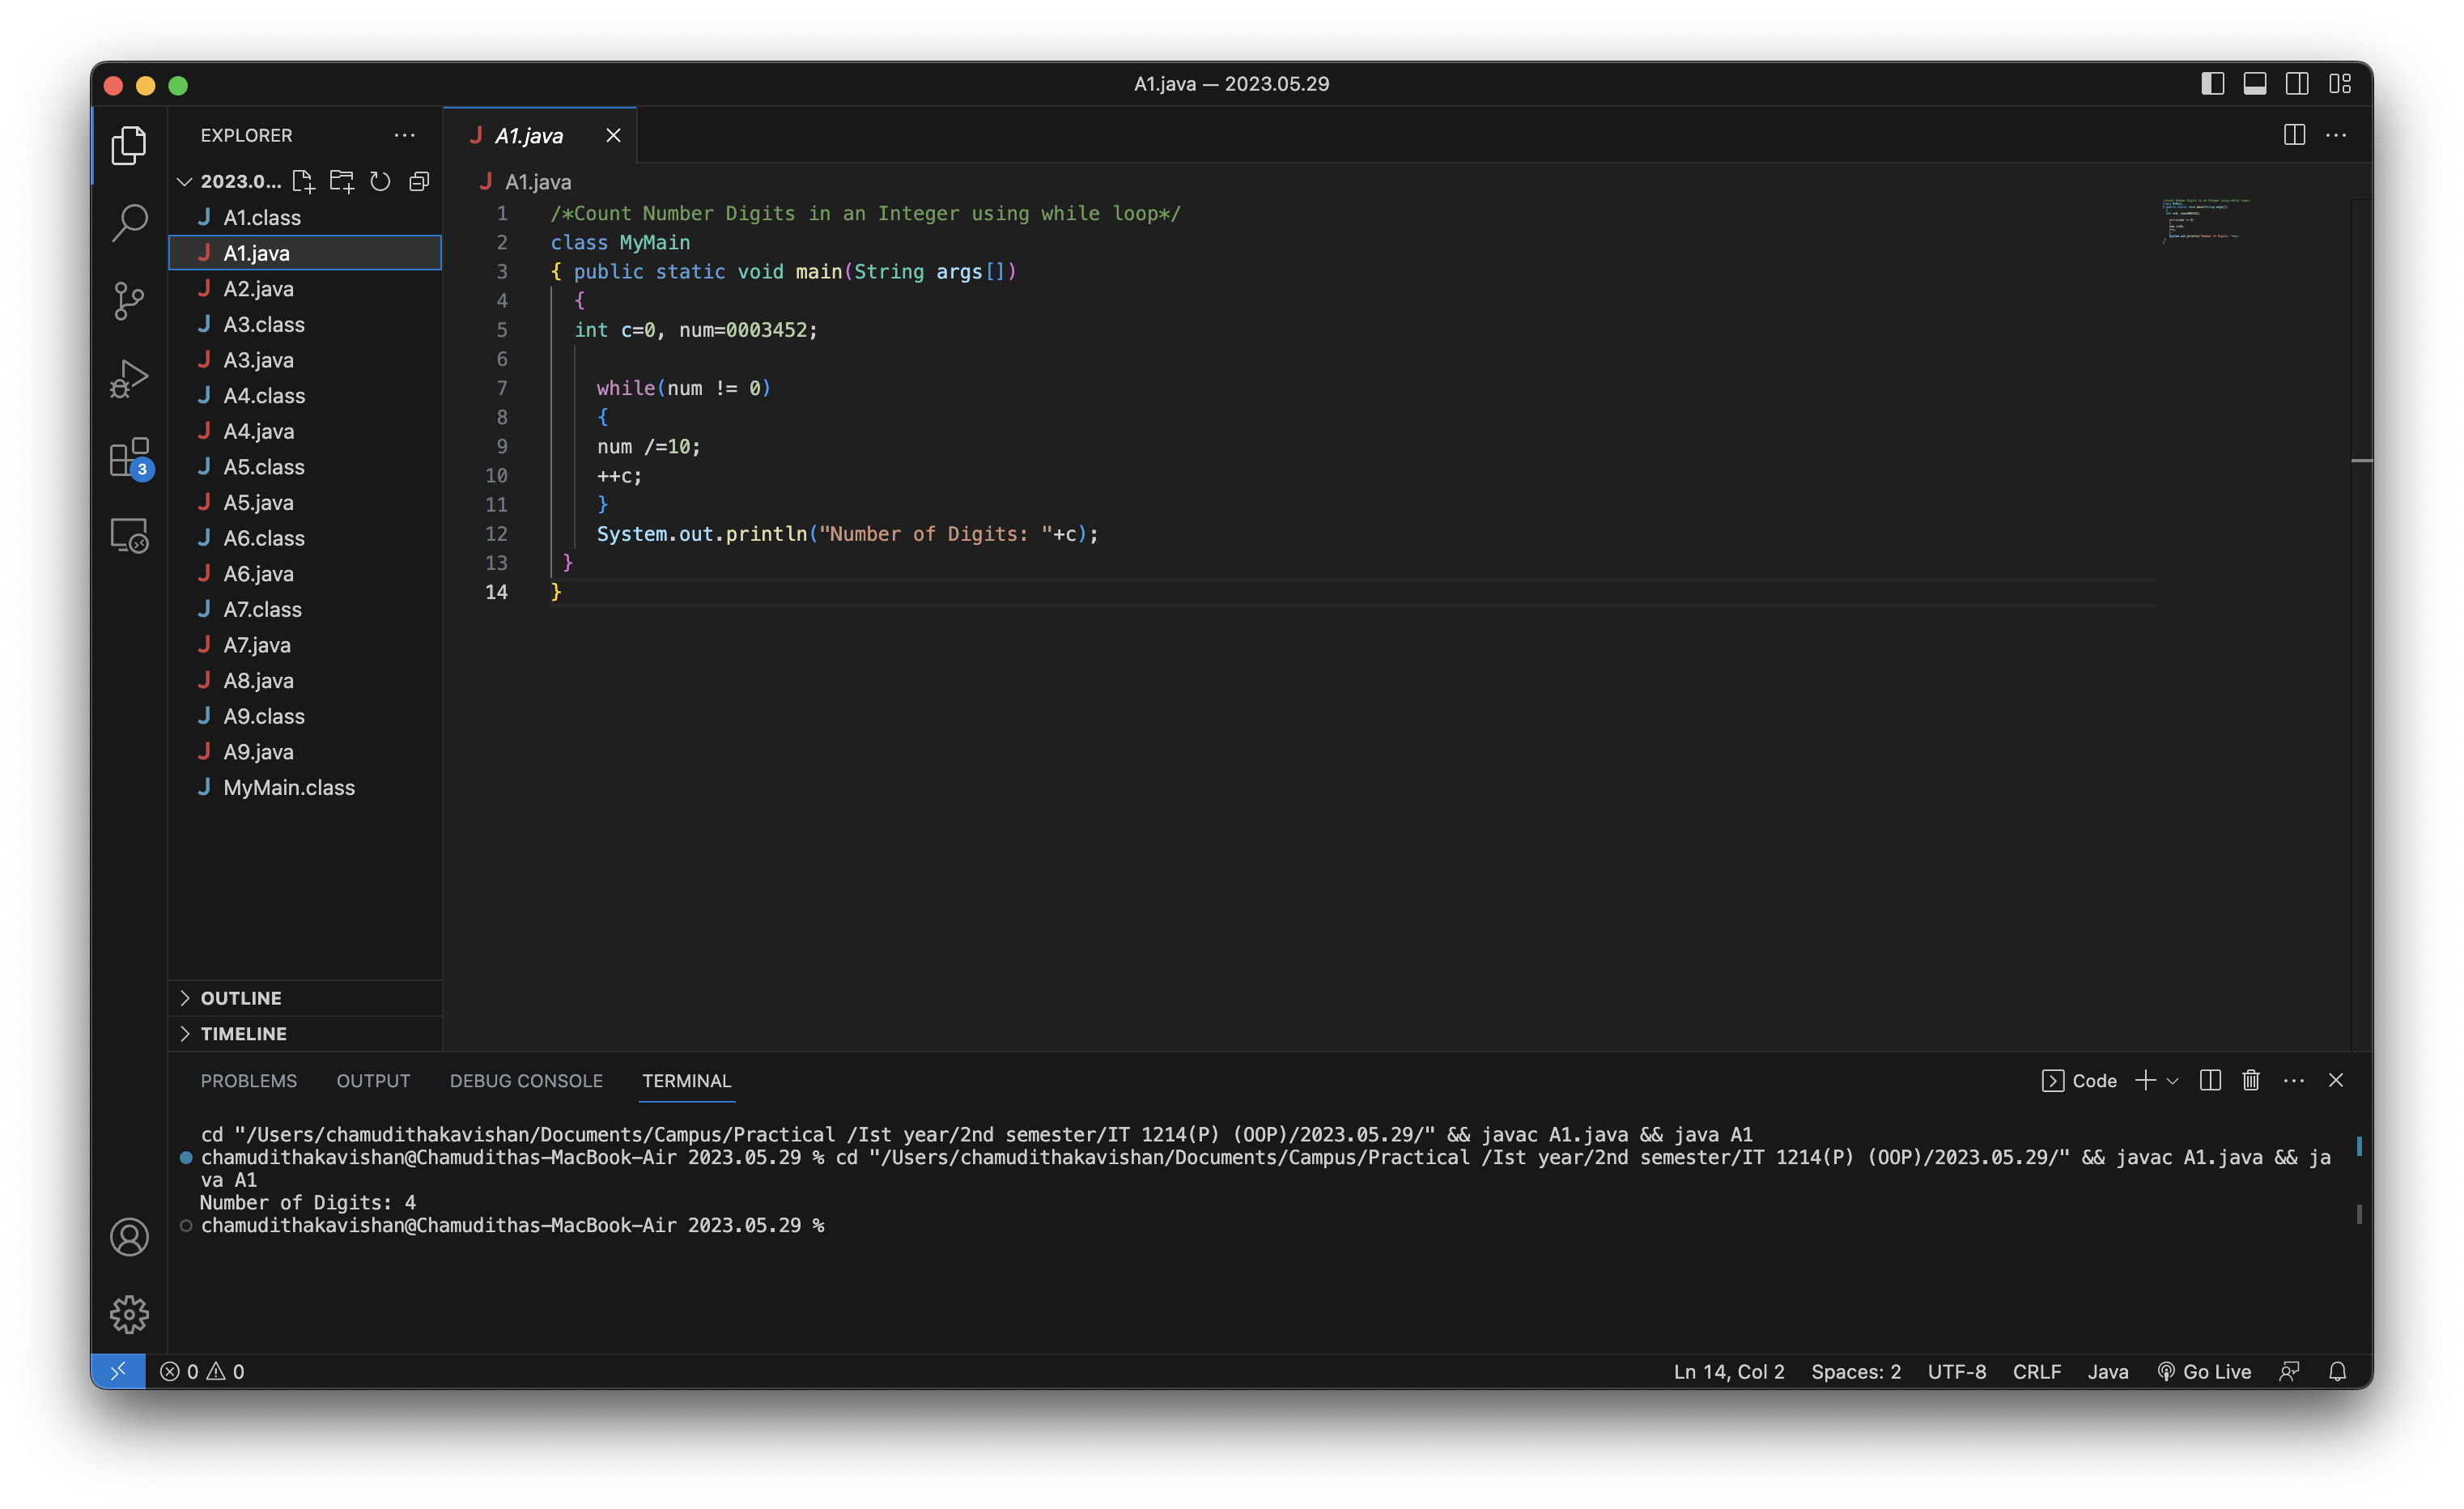 A1.java — 2023.05.29
EXPLORER
2023.0...
A1.class
A1.java
A2.java
A3.class
A3.java
A4.class
A4.java
A5.class
A5.java
A6.class
A6.java
A7.class
A7.java
A8.java
A9.class
A9.java
MyMain.class
OUTLINE
TIMELINE
3
J A1.java
J A1.java
1 /*Count Number Digits in an Integer using while loop*/
2 class MyMain
3 { public static void main(String args[])
4 {
5 int c=0, num=0003452;
6
7 while(num != 0)
8 {
9 num /=10;
10 ++c;
11 }
12 System.out.println("Number of Digits: "+c);
13 }
14 }
PROBLEMS OUTPUT DEBUG CONSOLE TERMINAL
Code
cd "/Users/chamudithakavishan/Documents/Campus/Practical /Ist year/2nd semester/IT 1214(P) (OOP)/2023.05.29/" && javac A1.java && java A1
chamudithakavishan@Chamudithas-MacBook-Air 2023.05.29 % cd "/Users/chamudithakavishan/Documents/Campus/Practical /Ist year/2nd semester/IT 1214(P) (OOP)/2023.05.29/" && javac A1.java && ja
va A1
Number of Digits: 4
chamudithakavishan@Chamudithas-MacBook-Air 2023.05.29 %
0 0
Ln 14, Col 2 Spaces: 2 UTF-8 CRLF Java Go Live